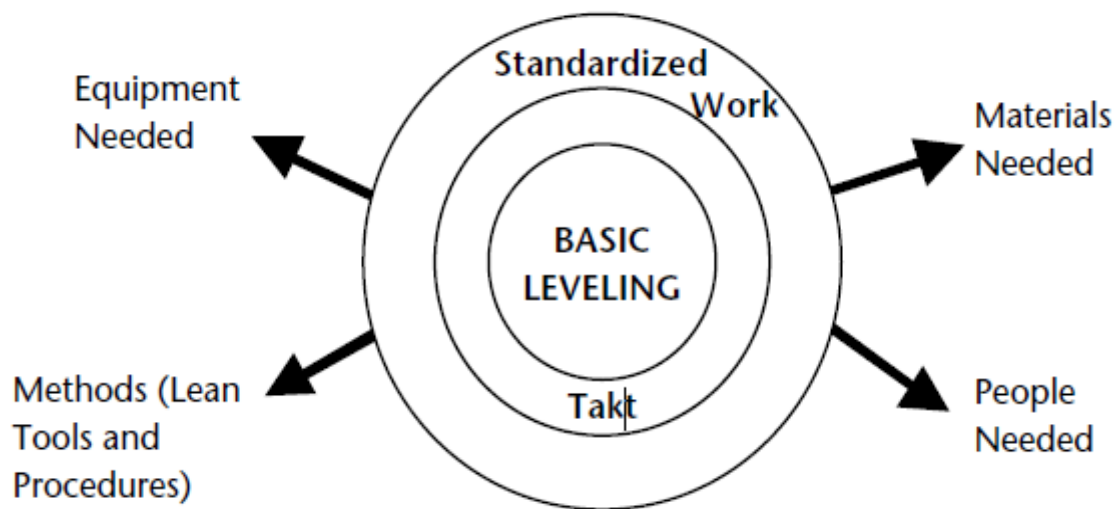 Standardized
Work
Equipment
Needed
Materials
Needed
BASIC
LEVELING
Takt
Methods (Lean
Tools and
Procedures)
People
Needed